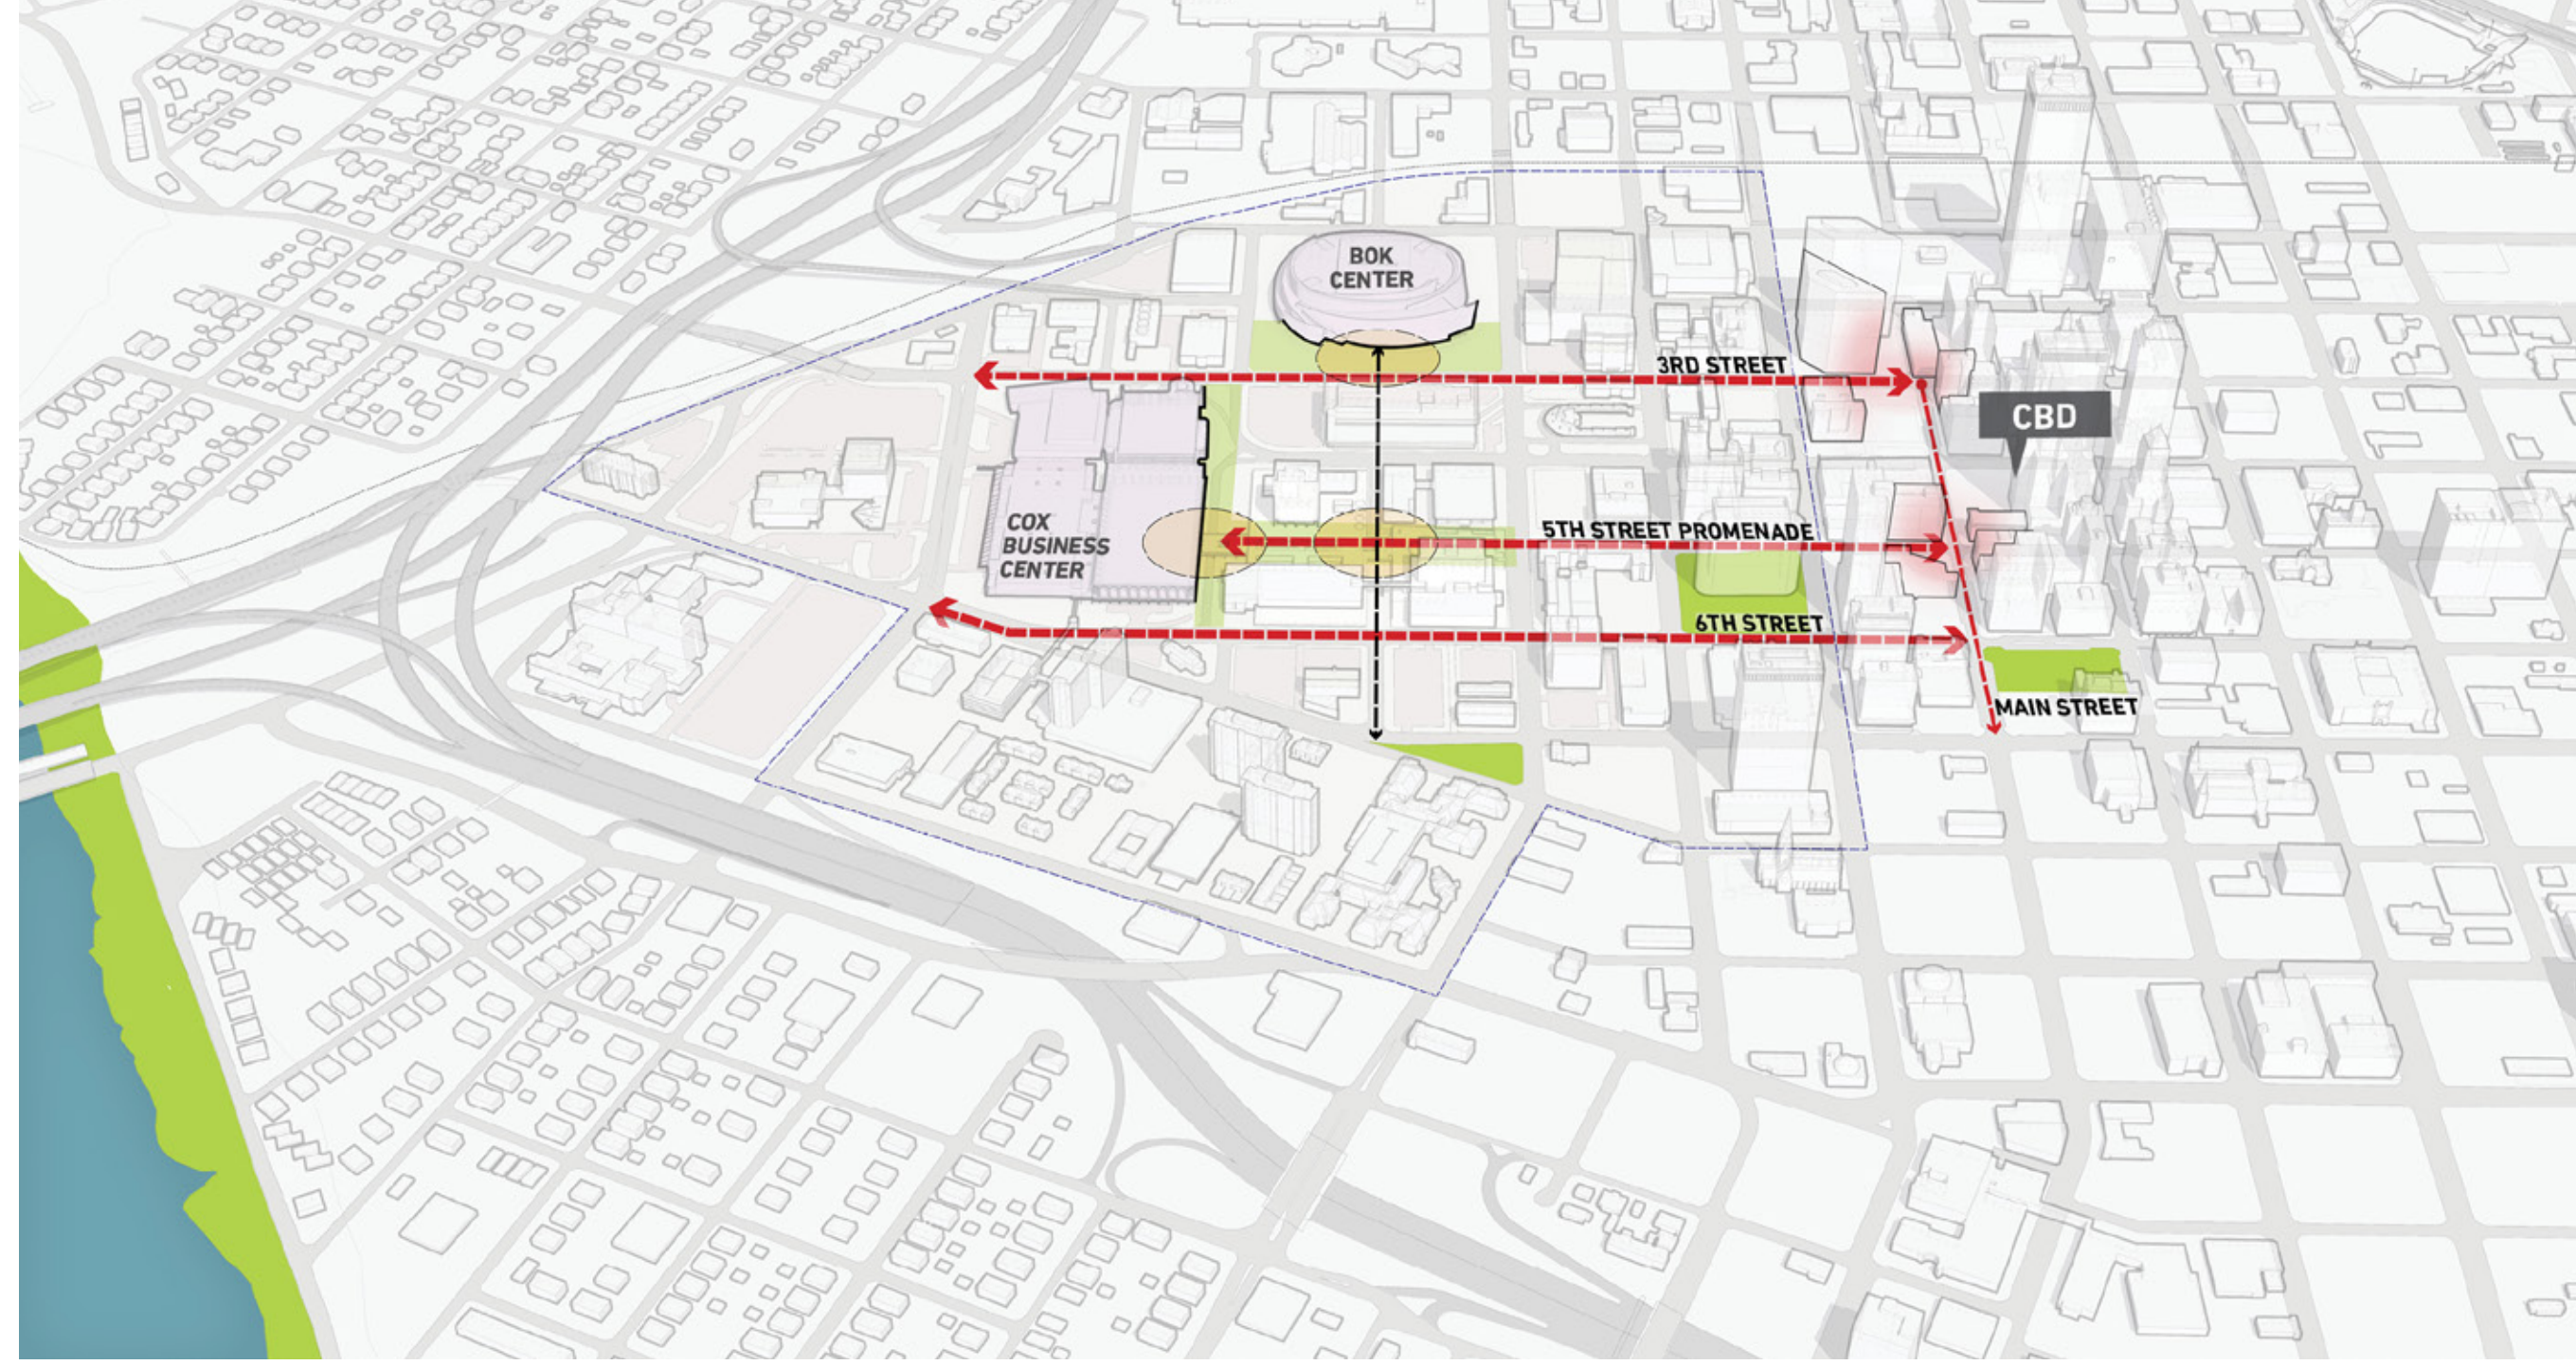 BOK
CENTER
3RD STREET
CBD
COX
BUSINESS
CENTER
5TH STREET PROMENADE
6TH STREET
MAIN STREET